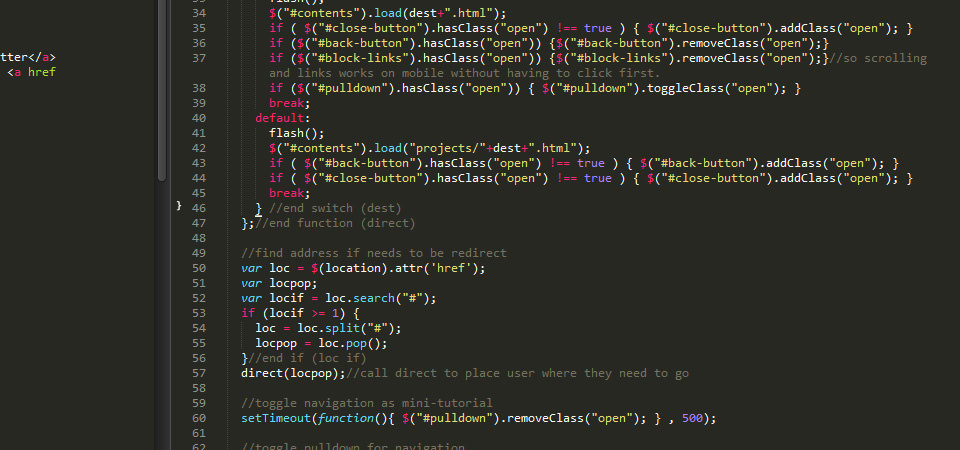 tter</a>
<a href
flash();
34 $("#contents").load(dest+".html");
35 if ( $("#close-button").hasClass("open") !== true ) { $("#close-button").addClass("open"); }
36 if ($("#back-button").hasClass("open")) {$("#back-button").removeClass("open");}
37 if ($("#block-links").hasClass("open")) {$("#block-links").removeClass("open");}//so scrolling
and links works on mobile without having to click first.
38 if ($("#pulldown").hasClass("open")) { $("#pulldown").toggleClass("open"); }
39 break;
40 default:
41 flash();
42 $("#contents").load("projects/"+dest+".html");
43 if ( $("#back-button").hasClass("open") !== true ) { $("#back-button").addClass("open"); }
44 if ( $("#close-button").hasClass("open") !== true ) { $("#close-button").addClass("open"); }
45 break;
} 46 } //end switch (dest)
47 };//end function (direct)
48
49 //find address if needs to be redirect
50 var loc = $(location).attr('href');
51 var locpop;
52 var locif = loc.search("#");
53 if (locif >= 1) {
54 loc = loc.split("#");
55 locpop = loc.pop();
56 }//end if (loc if)
57 direct(locpop);//call direct to place user where they need to go
58
59 //toggle navigation as mini-tutorial
60 setTimeout(function(){ $("#pulldown").removeClass("open"); } , 500);
61
62 //toggle pulldown for navigation